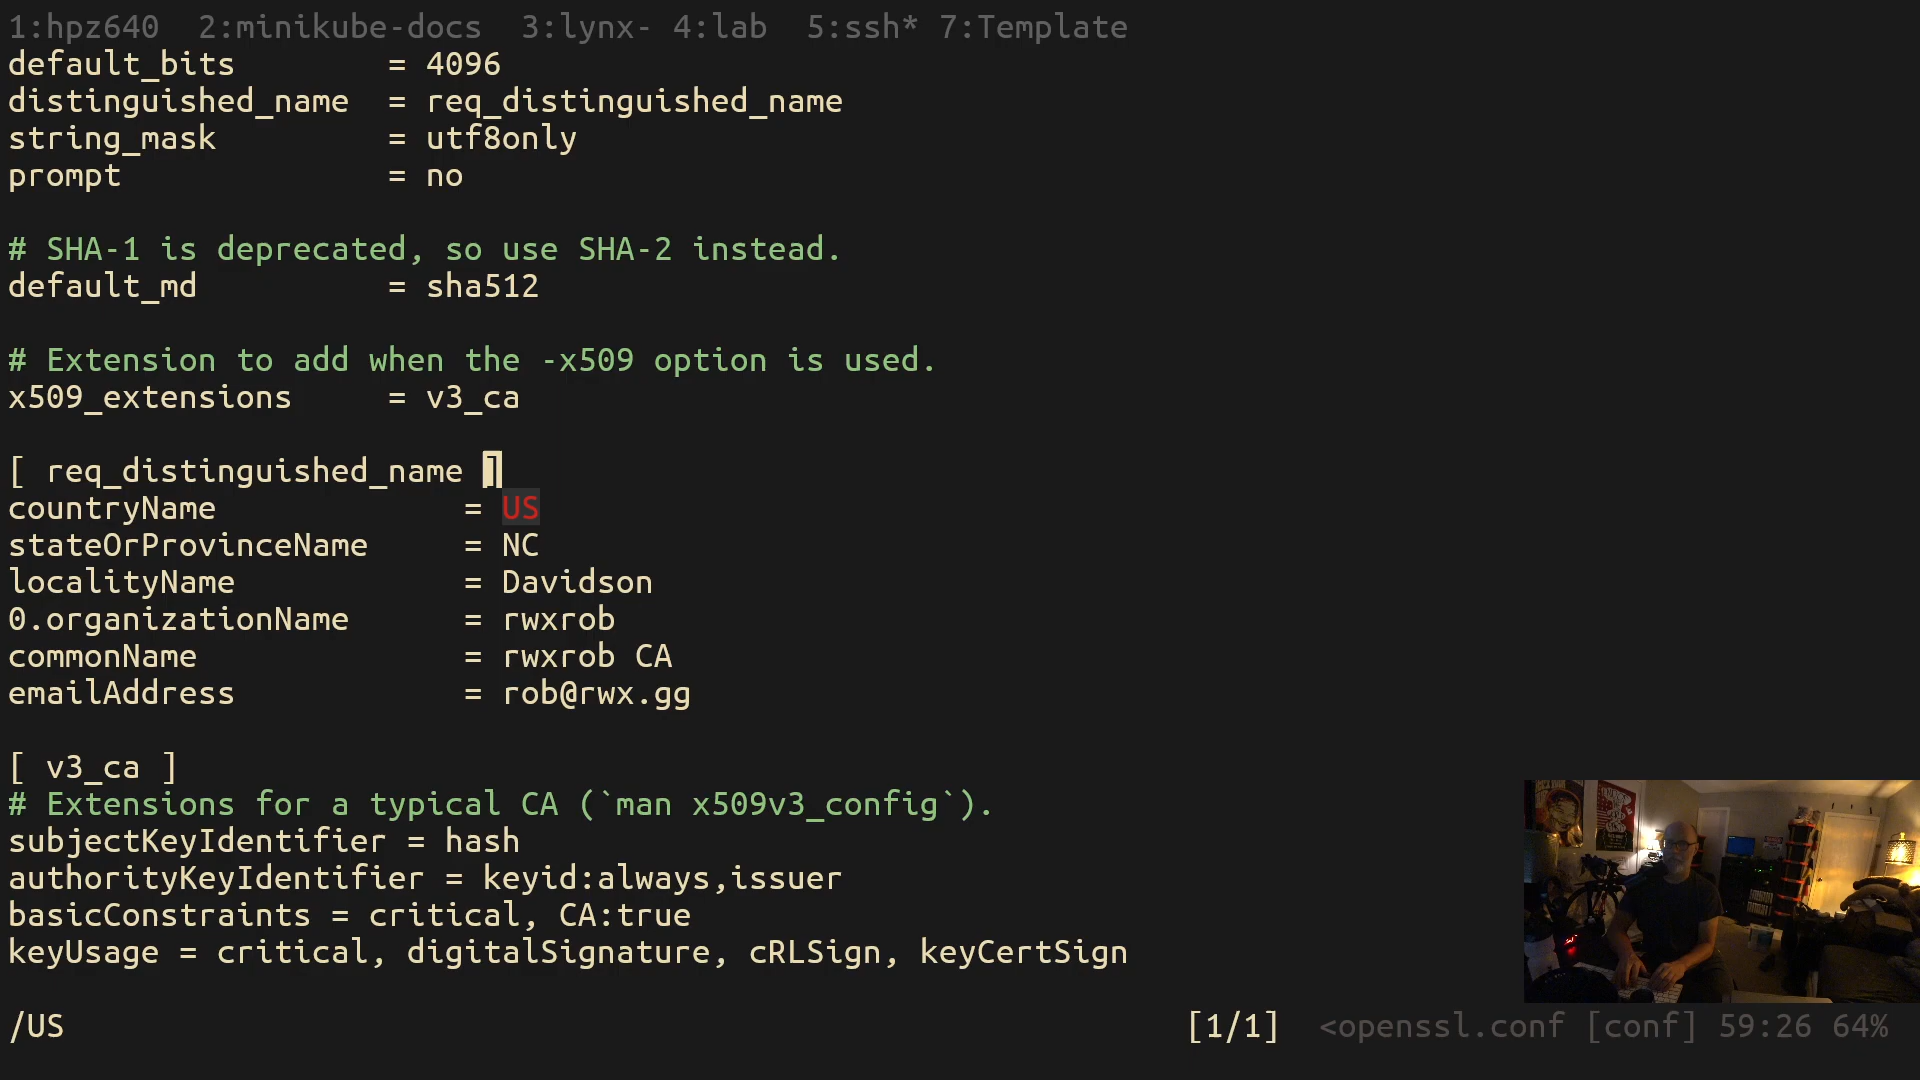 1:hpz640  2:minikube-docs  3:lynx- 4:lab  5:ssh* 7:Template
default_bits        = 4096
distinguished_name  = req_distinguished_name
string_mask         = utf8only
prompt              = no
# SHA-1 is deprecated, so use SHA-2 instead.
default_md          = sha512
# Extension to add when the -x509 option is used.
x509_extensions     = v3_ca
[ req_distinguished_name ]
countryName             = US
stateOrProvinceName     = NC
localityName            = Davidson
0.organizationName      = rwxrob
commonName              = rwxrob CA
emailAddress            = rob@rwx.gg
[ v3_ca ]
# Extensions for a typical CA (`man x509v3_config`).
subjectKeyIdentifier = hash
authorityKeyIdentifier = keyid:always,issuer
basicConstraints = critical, CA:true
keyUsage = critical, digitalSignature, cRLSign, keyCertSign
/US [1/1] <openssl.conf [conf] 59:26 64%